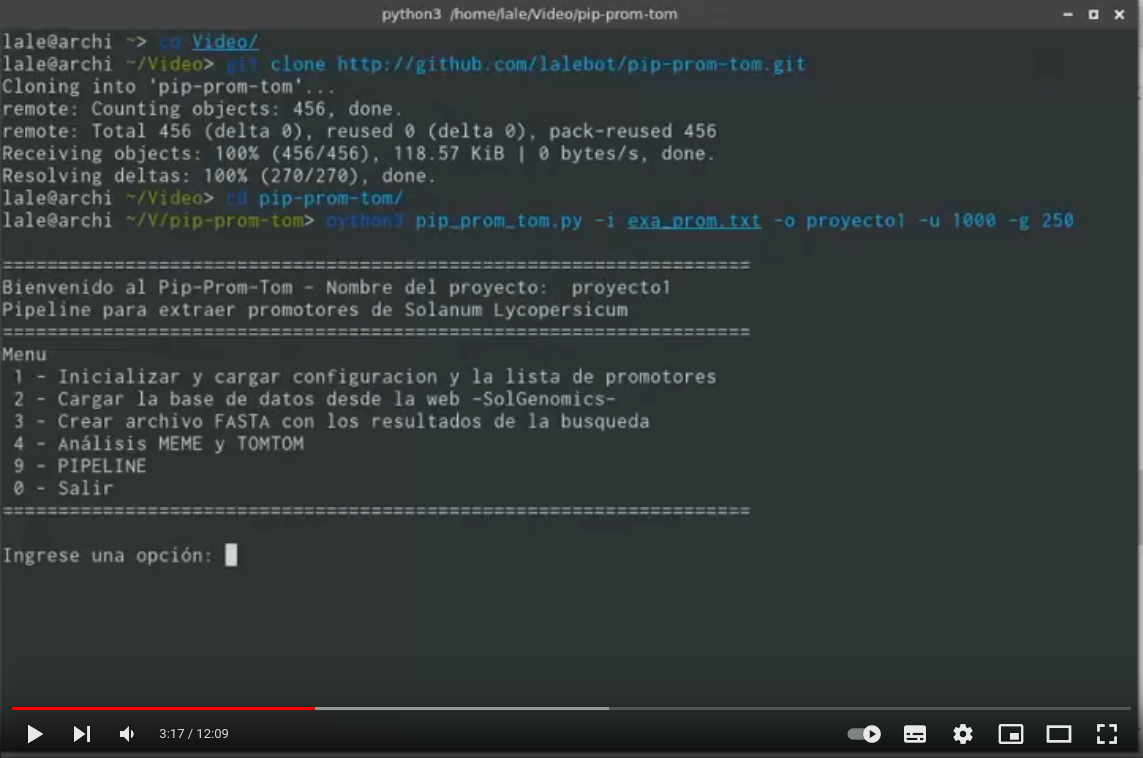 python3 /home/lale/Video/pip-prom-tom
lale@archi ~> cd Video/
lale@archi ~/Video> git clone http://github.com/lalebot/pip-prom-tom.git
Cloning into 'pip-prom-tom'...
remote: Counting objects: 456, done.
remote: Total 456 (delta 0), reused 0 (delta 0), pack-reused 456
Receiving objects: 100% (456/456), 118.57 KiB | 0 bytes/s, done.
Resolving deltas: 100% (270/270), done.
lale@archi ~/Video> cd pip-prom-tom/
lale@archi ~/V/pip-prom-tom> python3 pip_prom_tom.py -i exa_prom.txt -o proyecto1 -u 1000 -g 250
===================================================================
Bienvenido al Pip-Prom-Tom - Nombre del proyecto:  proyecto1
Pipeline para extraer promotores de Solanum Lycopersicum
===================================================================
Menu
1 - Inicializar y cargar configuracion y la lista de promotores
2 - Cargar la base de datos desde la web -SolGenomics-
3 - Crear archivo FASTA con los resultados de la busqueda
4 - Análisis MEME y TOMTOM
9 - PIPELINE
0 - Salir
===================================================================
Ingrese una opción:
3:17 / 12:09